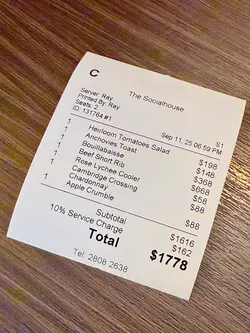 C
The Socialhouse
Server: Ray
Printed By: Ray
Seats: 2
ID: 131764 #1
S1
Sep 11, 25 06:59 PM
1 Heirloom Tomatoes Salad $198
1 Anchovies Toast $148
1 Bouillabaisse $368
1 Beef Short Rib $668
1 Rose Lychee Cooler $58
1 Cambridge Crossing $88
Chardonnay
1 Apple Crumble $88
Subtotal $1616
10% Service Charge $162
Total $1778
Tel: 2808 2638